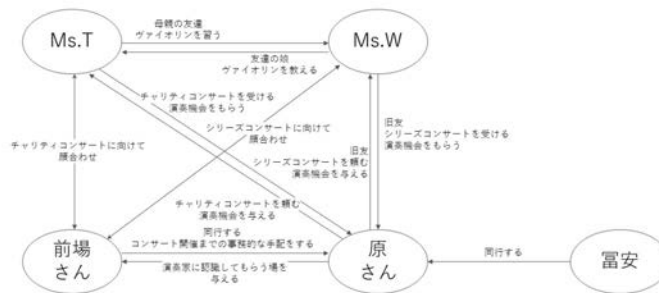 Ms.T
母親の友達
ヴァイオリンを習う
Ms.W
友達の娘
ヴァイオリンを教える
チャリティコンサートを受ける
演奏機会をもらう
シリーズコンサートに向けて
顔合わせ
チャリティコンサートに向けて
顔合わせ
旧友
シリーズコンサートを受ける
演奏機会をもらう
旧友
シリーズコンサートを頼む
演奏機会を与える
チャリティコンサートを頼む
演奏機会を与える
前場
さん
同行する
コンサート開催までの事務的な手配をする
演奏家に認識してもらう場を
与える
原
さん
同行する
冨安